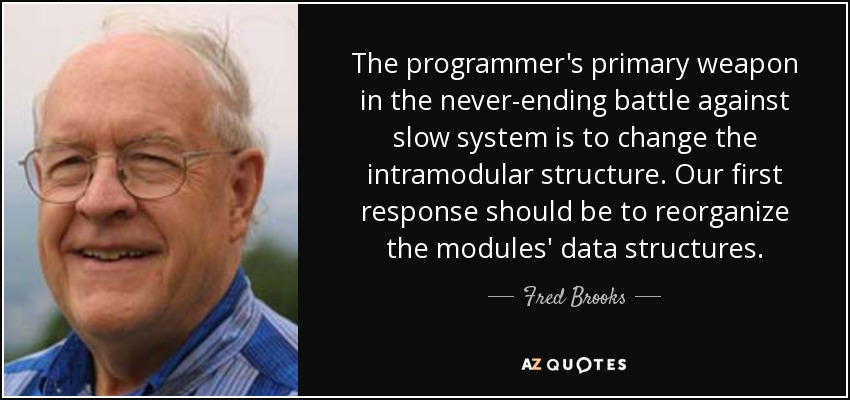 The programmer's primary weapon
in the never-ending battle against
slow system is to change the
intramodular structure. Our first
response should be to reorganize
the modules' data structures.
Fred Brooks
AZ QUOTES